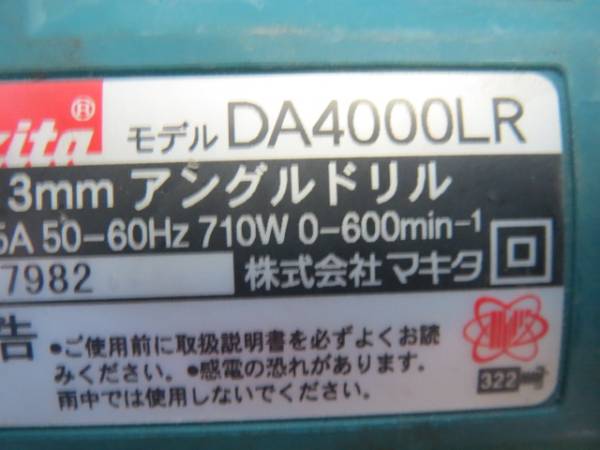 kita® モデル DA4000LR
3mm アングルドリル
5A 50-60Hz 710W 0-600min-1
7982 株式会社マキタ
告
●ご使用前に取扱説明書を必ずよくお読
みください。●感電の恐れがあります。
雨中では使用しないでください。
322